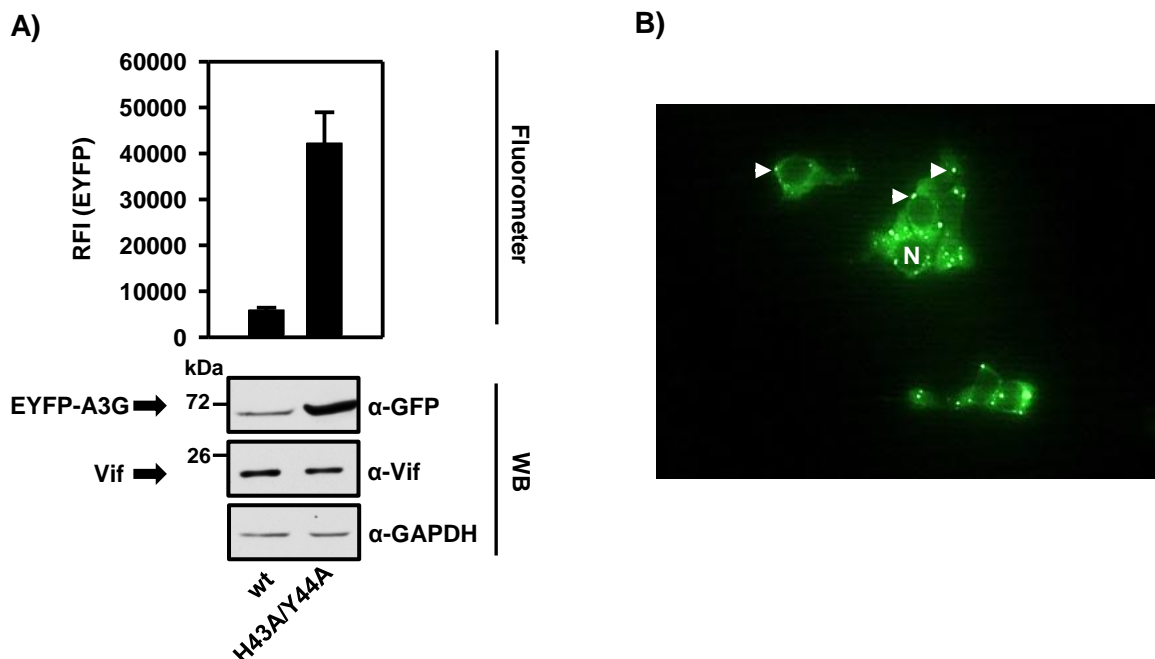 A)
60000
50000
40000
30000
20000
10000
0
RFI (EYFP)
Fluorometer
kDa
EYFP-A3G
72
α-GFP
Vif
26
α-Vif
α-GAPDH
WB
wt
H43A/Y44A
B)
N